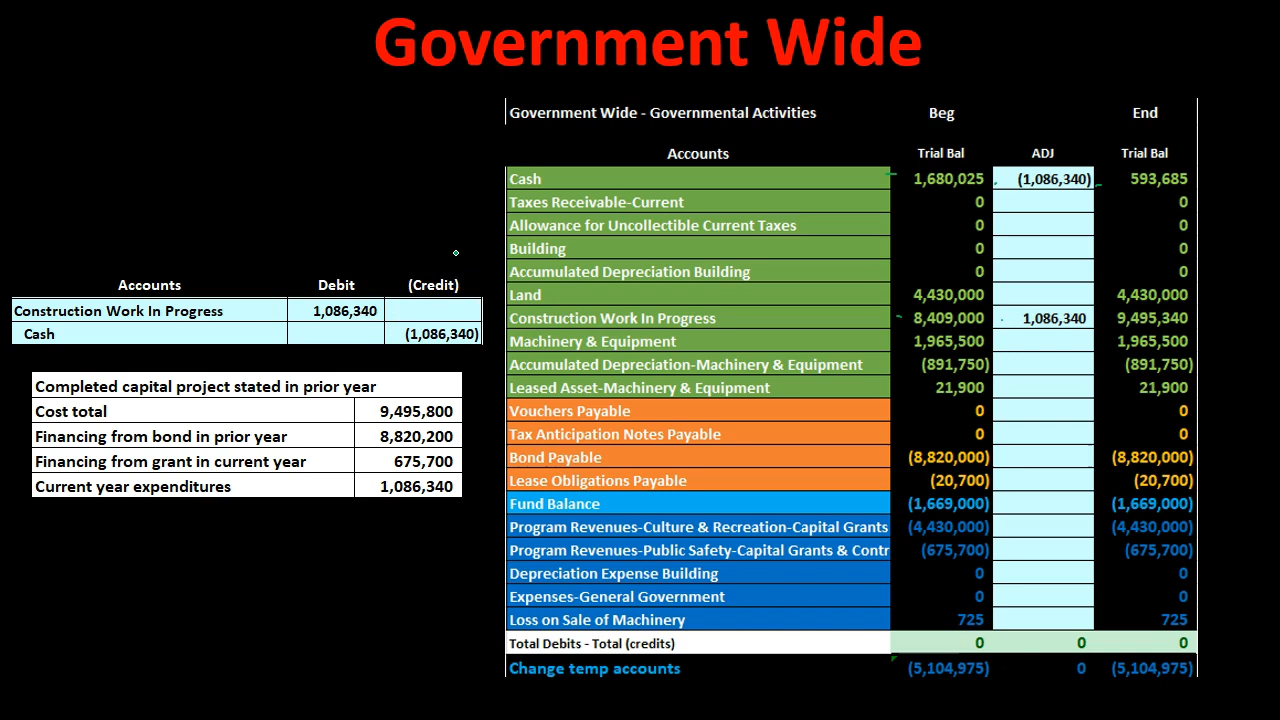 Government Wide
Accounts Debit (Credit)
Construction Work In Progress 1,086,340
Cash (1,086,340)
Completed capital project stated in prior year
Cost total 9,495,800
Financing from bond in prior year 8,820,200
Financing from grant in current year 675,700
Current year expenditures 1,086,340
Government Wide - Governmental Activities Beg End
Accounts Trial Bal ADJ Trial Bal
Cash 1,680,025 (1,086,340) 593,685
Taxes Receivable-Current 0 0
Allowance for Uncollectible Current Taxes 0 0
Building 0 0
Accumulated Depreciation Building 0 0
Land 4,430,000 4,430,000
Construction Work In Progress 8,409,000 1,086,340 9,495,340
Machinery & Equipment 1,965,500 1,965,500
Accumulated Depreciation-Machinery & Equipment (891,750) (891,750)
Leased Asset-Machinery & Equipment 21,900 21,900
Vouchers Payable 0 0
Tax Anticipation Notes Payable 0 0
Bond Payable (8,820,000) (8,820,000)
Lease Obligations Payable (20,700) (20,700)
Fund Balance (1,669,000) (1,669,000)
Program Revenues-Culture & Recreation-Capital Grants (4,430,000) (4,430,000)
Program Revenues-Public Safety-Capital Grants & Contr (675,700) (675,700)
Depreciation Expense Building 0 0
Expenses-General Government 0 0
Loss on Sale of Machinery 725 725
Total Debits - Total (credits) 0 0 0
Change temp accounts (5,104,975) 0 (5,104,975)